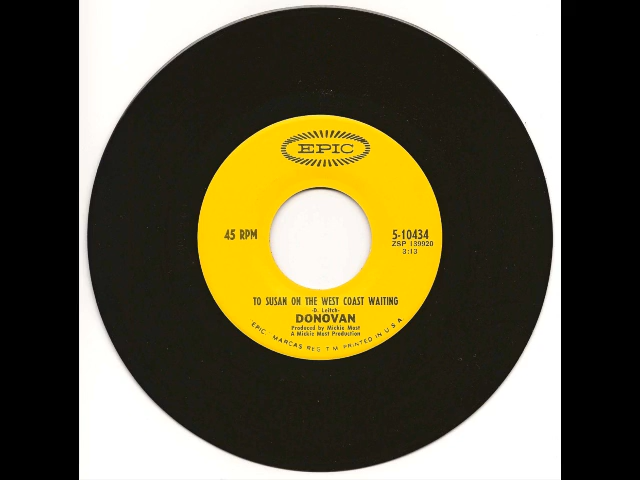 EPIC
45 RPM
5-10434
ZSP 139920
3:13
TO SUSAN ON THE WEST COAST WAITING
-D. Leitch-
DONOVAN
Produced by Mickie Most
A Mickie Most Production
EPIC. MARCAS REG. T.M. PRINTED IN U.S.A.